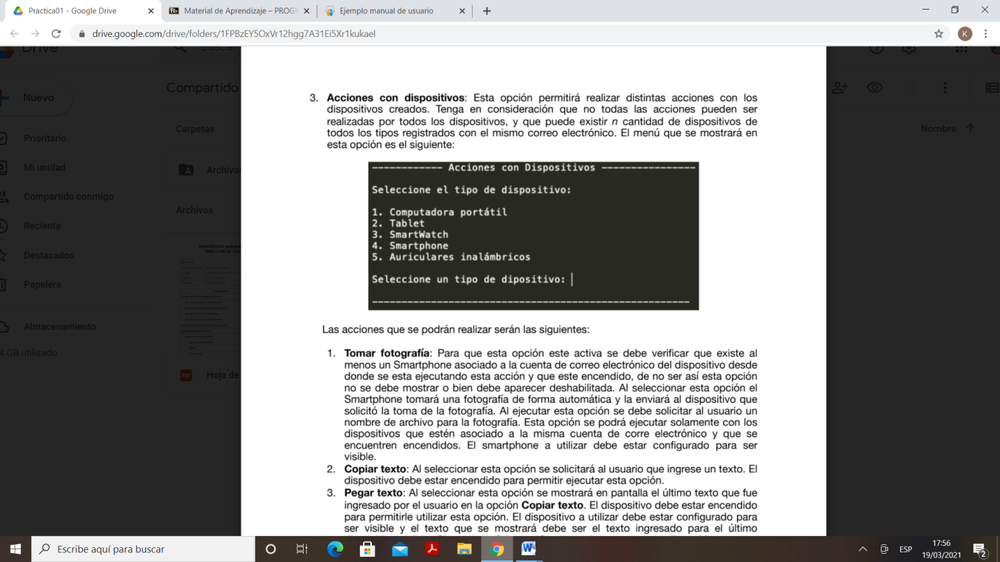 Practica01 - Google Drive
Material de Aprendizaje – PROGR
Ejemplo manual de usuario
drive.google.com/drive/folders/1FPBzEY5OxVr12hgg7A31Ei5Xr1kukaeI
K
Drive
Buscar
Nuevo
Compartido
Prioritario
Mi unidad
Compartido conmigo
Reciente
Destacados
Papelera
Almacenamiento
4 GB utilizado
Carpetas
Archivos
Archivos
Hoja de
Nombre
3. Acciones con dispositivos: Esta opción permitirá realizar distintas acciones con los
dispositivos creados. Tenga en consideración que no todas las acciones pueden ser
realizadas por todos los dispositivos, y que puede existir n cantidad de dispositivos de
todos los tipos registrados con el mismo correo electrónico. El menú que se mostrará en
esta opción es el siguiente:
------------ Acciones con Dispositivos ----------------
Seleccione el tipo de dispositivo:
1. Computadora portátil
2. Tablet
3. SmartWatch
4. Smartphone
5. Auriculares inalámbricos
Seleccione un tipo de dipositivo:
------------------------------------------------------
Las acciones que se podrán realizar serán las siguientes:
1. Tomar fotografía: Para que esta opción este activa se debe verificar que existe al
menos un Smartphone asociado a la cuenta de correo electrónico del dispositivo desde
donde se esta ejecutando esta acción y que este encendido, de no ser así esta opción
no se debe mostrar o bien debe aparecer deshabilitada. Al seleccionar esta opción el
Smartphone tomará una fotografía de forma automática y la enviará al dispositivo que
solicitó la toma de la fotografía. Al ejecutar esta opción se debe solicitar al usuario un
nombre de archivo para la fotografía. Esta opción se podrá ejecutar solamente con los
dispositivos que estén asociado a la misma cuenta de corre electrónico y que se
encuentren encendidos. El smartphone a utilizar debe estar configurado para ser
visible.
2. Copiar texto: Al seleccionar esta opción se solicitará al usuario que ingrese un texto. El
dispositivo debe estar encendido para permitir ejecutar esta opción.
3. Pegar texto: Al seleccionar esta opción se mostrará en pantalla el último texto que fue
ingresado por el usuario en la opción Copiar texto. El dispositivo debe estar encendido
para permitirle utilizar esta opción. El dispositivo a utilizar debe estar configurado para
ser visible y el texto que se mostrará debe ser el texto ingresado para el último
Escribe aquí para buscar
ESP
17:56
19/03/2021
2